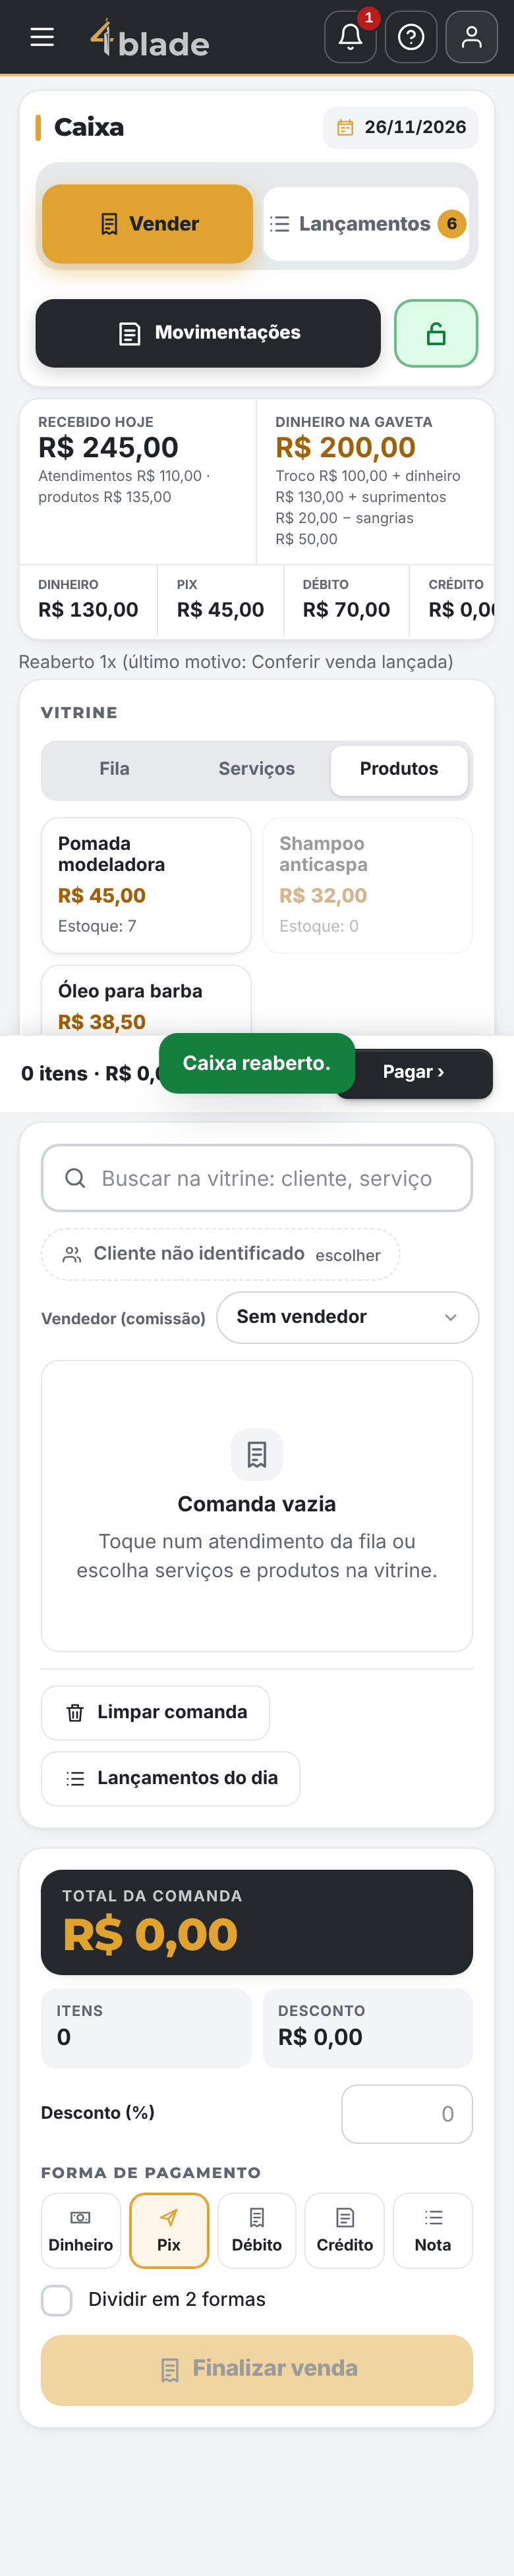 4blade
1
Caixa
26/11/2026
Vender
Lançamentos 6
Movimentações
RECEBIDO HOJE
R$ 245,00
Atendimentos R$ 110,00 ·
produtos R$ 135,00
DINHEIRO NA GAVETA
R$ 200,00
Troco R$ 100,00 + dinheiro
R$ 130,00 + suprimentos
R$ 20,00 − sangrias
R$ 50,00
DINHEIRO
R$ 130,00
PIX
R$ 45,00
DÉBITO
R$ 70,00
CRÉDITO
R$ 0,00
Reaberto 1x (último motivo: Conferir venda lançada)
VITRINE
Fila
Serviços
Produtos
Pomada
modeladora
R$ 45,00
Estoque: 7
Shampoo
anticaspa
R$ 32,00
Estoque: 0
Óleo para barba
R$ 38,50
0 itens · R$ 0,
Caixa reaberto.
Pagar ›
Buscar na vitrine: cliente, serviço
Cliente não identificado escolher
Vendedor (comissão)
Sem vendedor
Comanda vazia
Toque num atendimento da fila ou
escolha serviços e produtos na vitrine.
Limpar comanda
Lançamentos do dia
TOTAL DA COMANDA
R$ 0,00
ITENS
0
DESCONTO
R$ 0,00
Desconto (%)
0
FORMA DE PAGAMENTO
Dinheiro
Pix
Débito
Crédito
Nota
Dividir em 2 formas
Finalizar venda